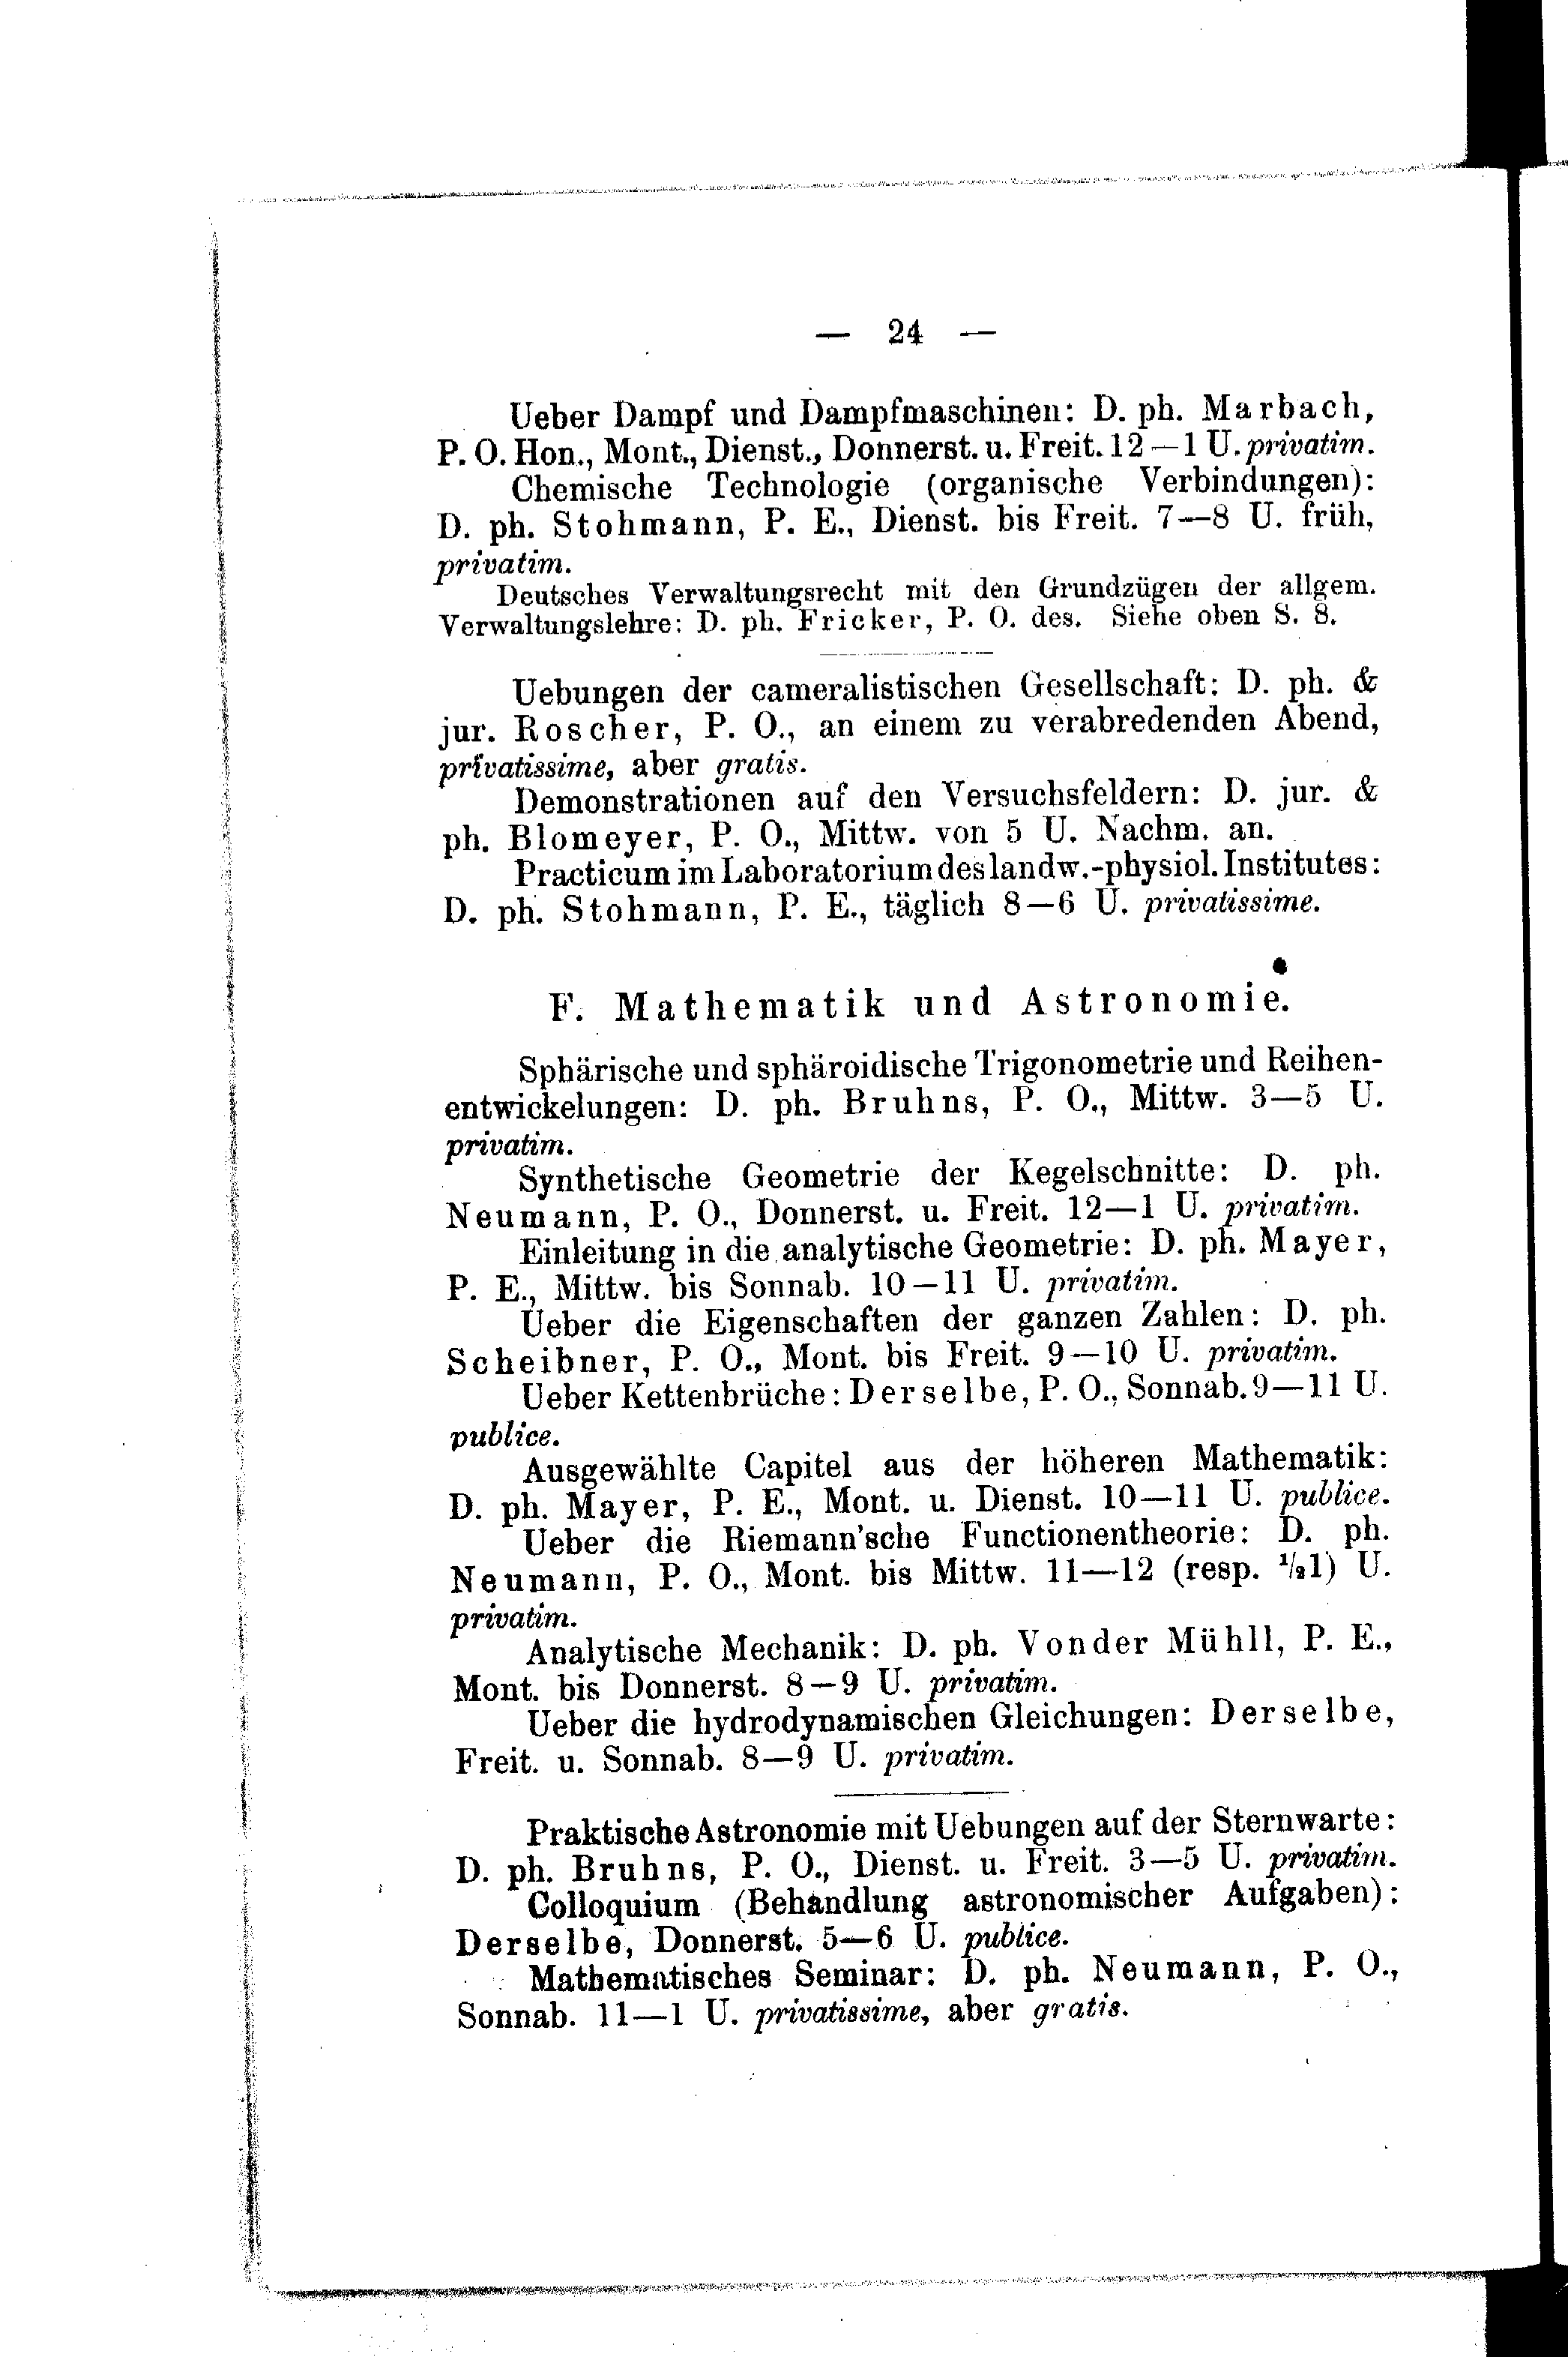 — 24 —
Ueber Dampf und Dampfmaschinen: D. ph. Marbach,
P. O. Hon., Mont., Dienst., Donnerst. u. Freit. 12—1 U. privatim.
Chemische Technologie (organische Verbindungen):
D. ph. Stohmann, P. E., Dienst. bis Freit. 7—8 U. früh,
privatim.
Deutsches Verwaltungsrecht mit den Grundzügen der allgem.
Verwaltungslehre: D. ph. Fricker, P. O. des. Siehe oben S. 8.
Uebungen der cameralistischen Gesellschaft: D. ph. &
jur. Roscher, P. O., an einem zu verabredenden Abend,
privatissime, aber gratis.
Demonstrationen auf den Versuchsfeldern: D. jur. &
ph. Blomeyer, P. O., Mittw. von 5 U. Nachm. an.
Practicum im Laboratorium des landw.-physiol. Institutes:
D. ph. Stohmann, P. E., täglich 8—6 U. privatissime.
F. Mathematik und Astronomie.
Sphärische und sphäroidische Trigonometrie und Reihen-
entwickelungen: D. ph. Bruhns, P. O., Mittw. 3—5 U.
privatim.
Synthetische Geometrie der Kegelschnitte: D. ph.
Neumann, P. O., Donnerst. u. Freit. 12—1 U. privatim.
Einleitung in die analytische Geometrie: D. ph. Mayer,
P. E., Mittw. bis Sonnab. 10—11 U. privatim.
Ueber die Eigenschaften der ganzen Zahlen: D. ph.
Scheibner, P. O., Mont. bis Freit. 9—10 U. privatim.
Ueber Kettenbrüche: Derselbe, P. O., Sonnab. 9—11 U.
publice.
Ausgewählte Capitel aus der höheren Mathematik:
D. ph. Mayer, P. E., Mont. u. Dienst. 10—11 U. publice.
Ueber die Riemann'sche Functionentheorie: D. ph.
Neumann, P. O., Mont. bis Mittw. 11—12 (resp. ½1) U.
privatim.
Analytische Mechanik: D. ph. Vonder Mühll, P. E.,
Mont. bis Donnerst. 8—9 U. privatim.
Ueber die hydrodynamischen Gleichungen: Derselbe,
Freit. u. Sonnab. 8—9 U. privatim.
Praktische Astronomie mit Uebungen auf der Sternwarte:
D. ph. Bruhns, P. O., Dienst. u. Freit. 3—5 U. privatim.
Colloquium (Behandlung astronomischer Aufgaben):
Derselbe, Donnerst. 5—6 U. publice.
Mathematisches Seminar: D. ph. Neumann, P. O.,
Sonnab. 11—1 U. privatissime, aber gratis.